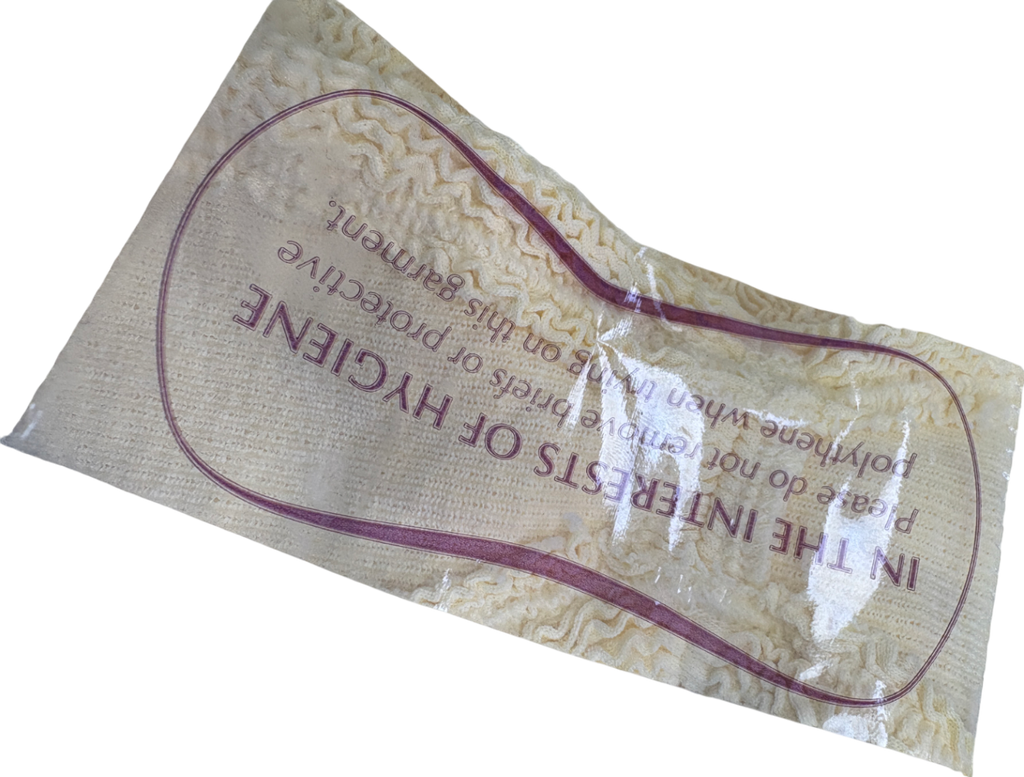 IN THE INTERESTS OF HYGIENE
Please do not remove briefs or protective
polythene when trying on this garment.